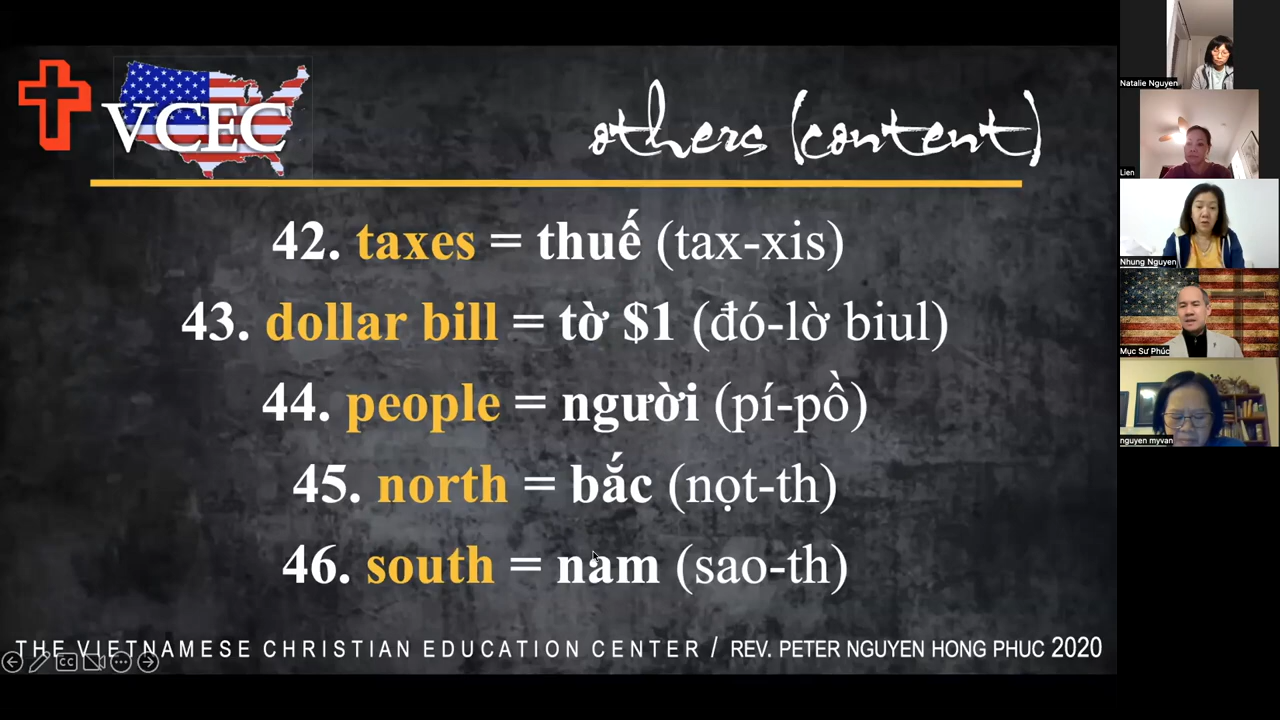 VCEC
others (content)
42. taxes = thuế (tax-xis)
43. dollar bill = tờ $1 (đó-lờ biul)
44. people = người (pí-pồ)
45. north = bắc (nọt-th)
46. south = nam (sao-th)
THE VIETNAMESE CHRISTIAN EDUCATION CENTER / REV. PETER NGUYEN HONG PHUC 2020
CC
Natalie Nguyen
Lien
Nhung Nguyen
Mục Sư Phúc
nguyen myvan